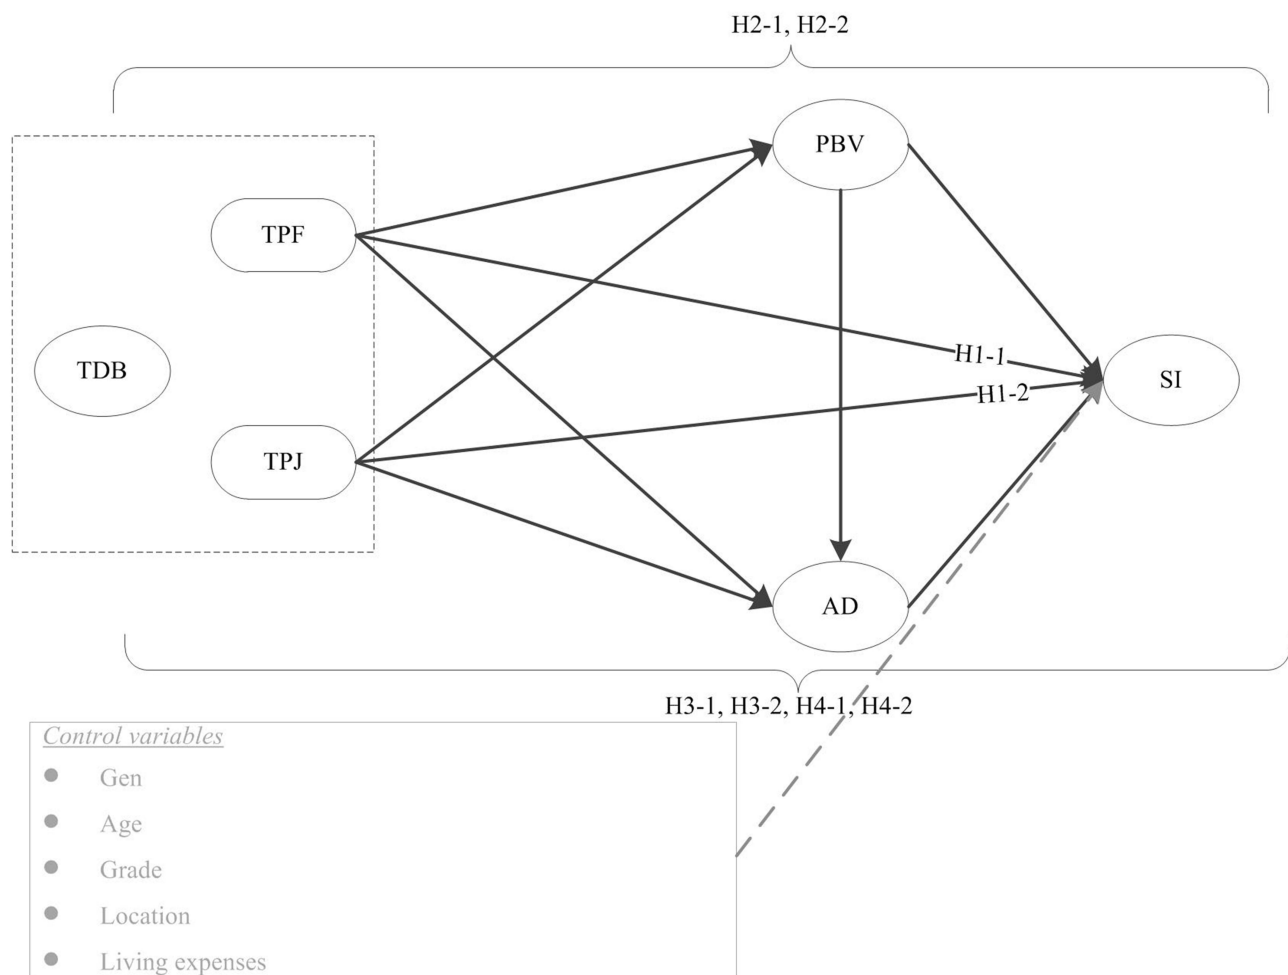 H2-1, H2-2
PBV
TPF
H1-1
TDB
SI
H1-2
TPJ
AD
H3-1, H3-2, H4-1, H4-2
Control variables
Gen
Age
Grade
Location
Living expenses